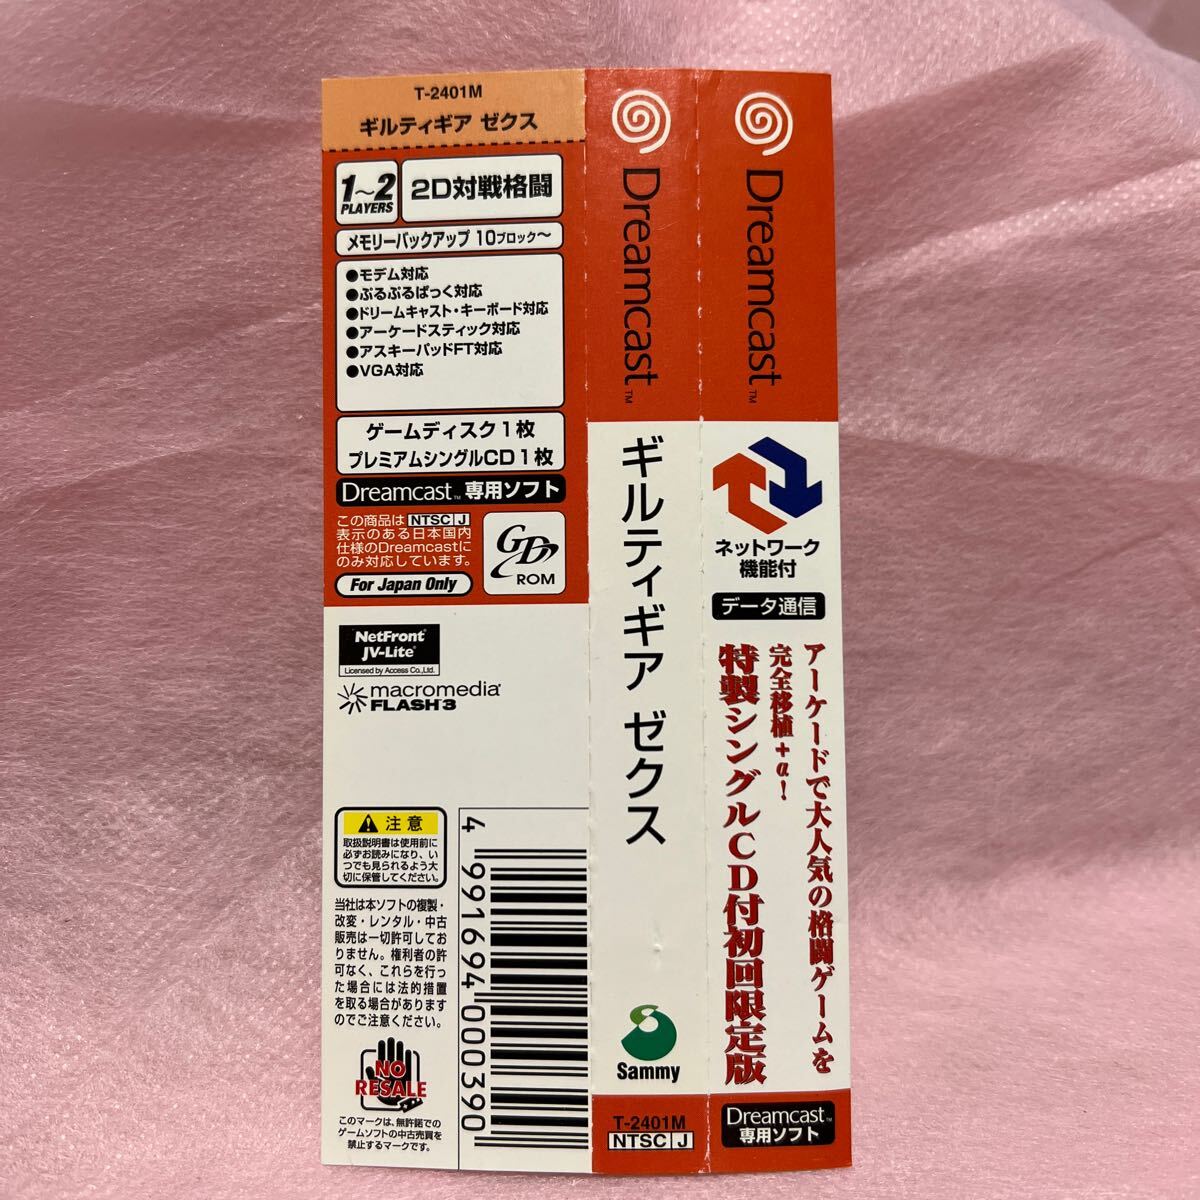 T-2401M
ギルティギア ゼクス
1~2
PLAYERS
2D対戦格闘
メモリーバックアップ 10ブロック~
●モデム対応
●ぷるぷるぱっく対応
●ドリームキャスト・キーボード対応
●アーケードスティック対応
●アスキーパッドFT対応
●VGA対応
ゲームディスク1枚
プレミアムシングルCD1枚
Dreamcast™ 専用ソフト
この商品は NTSC J
表示のある日本国内
仕様のDreamcastに
のみ対応しています。
For Japan Only
GD
ROM
NetFront®
JV-Lite®
Licensed by Access Co.,Ltd.
macromedia®
FLASH 3
注意
取扱説明書は使用前に
必ずお読みになり、い
つでも見られるよう大
切に保管してください。
当社は本ソフトの複製・
改変・レンタル・中古
販売は一切許可してお
りません。権利者の許
可なく、これらを行っ
た場合には法的措置
を取る場合があります
のでご注意ください。
NO
RESALE
このマークは、無許諾での
ゲームソフトの中古売買を
禁止するマークです。
4 991694 000390
Dreamcast™
ギルティギア ゼクス
Sammy
T-2401M
NTSC J
Dreamcast™
ネットワーク
機能付
データ通信
アーケードで大人気の格闘ゲームを
完全移植+α!
特製シングルCD付初回限定版
Dreamcast™
専用ソフト